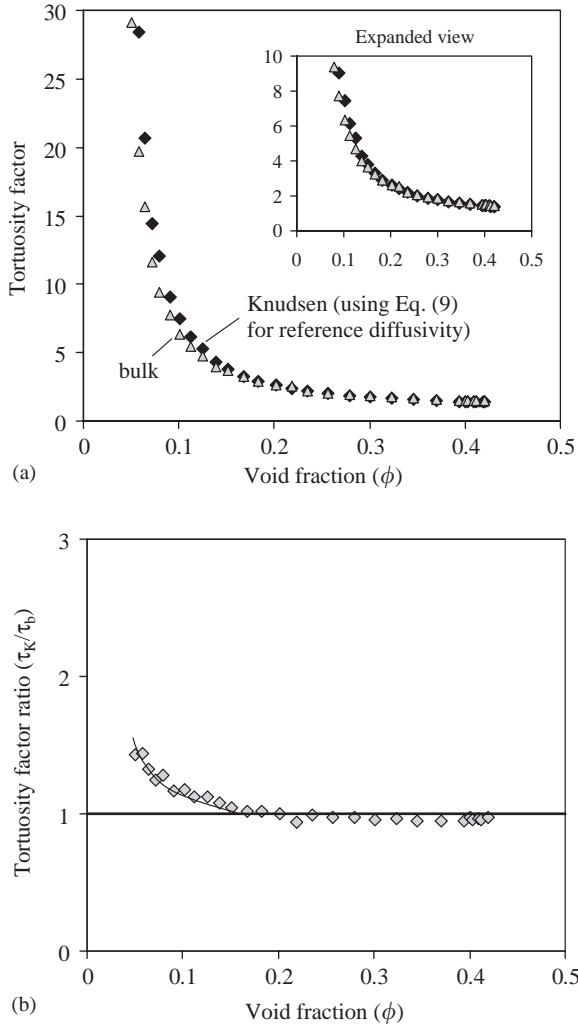 30
25
20
15
10
5
0
Tortuosity factor
Expanded view
10
8
6
4
2
0
0 0.1 0.2 0.3 0.4 0.5
Knudsen (using Eq. (9)
for reference diffusivity)
bulk
0 0.1 0.2 0.3 0.4 0.5
(a)
Void fraction (ϕ)
3
2
1
0
Tortuosity factor ratio (τK/τb)
0 0.1 0.2 0.3 0.4 0.5
(b)
Void fraction (ϕ)